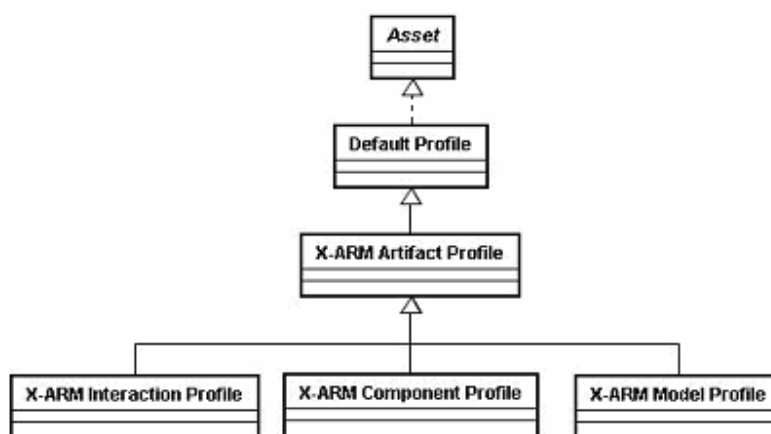 Asset
Default Profile
X-ARM Artifact Profile
X-ARM Interaction Profile
X-ARM Component Profile
X-ARM Model Profile